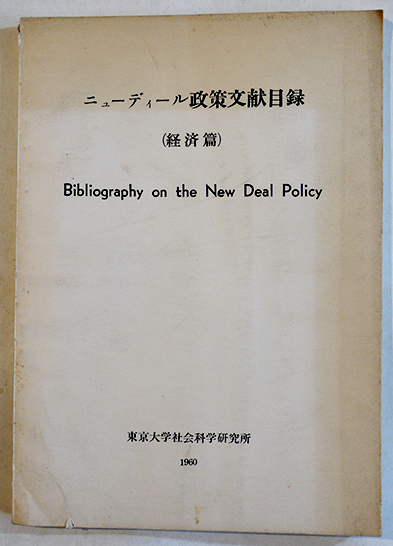 ニューディール政策文献目録
(経済篇)
Bibliography on the New Deal Policy
東京大学社会科学研究所
1960